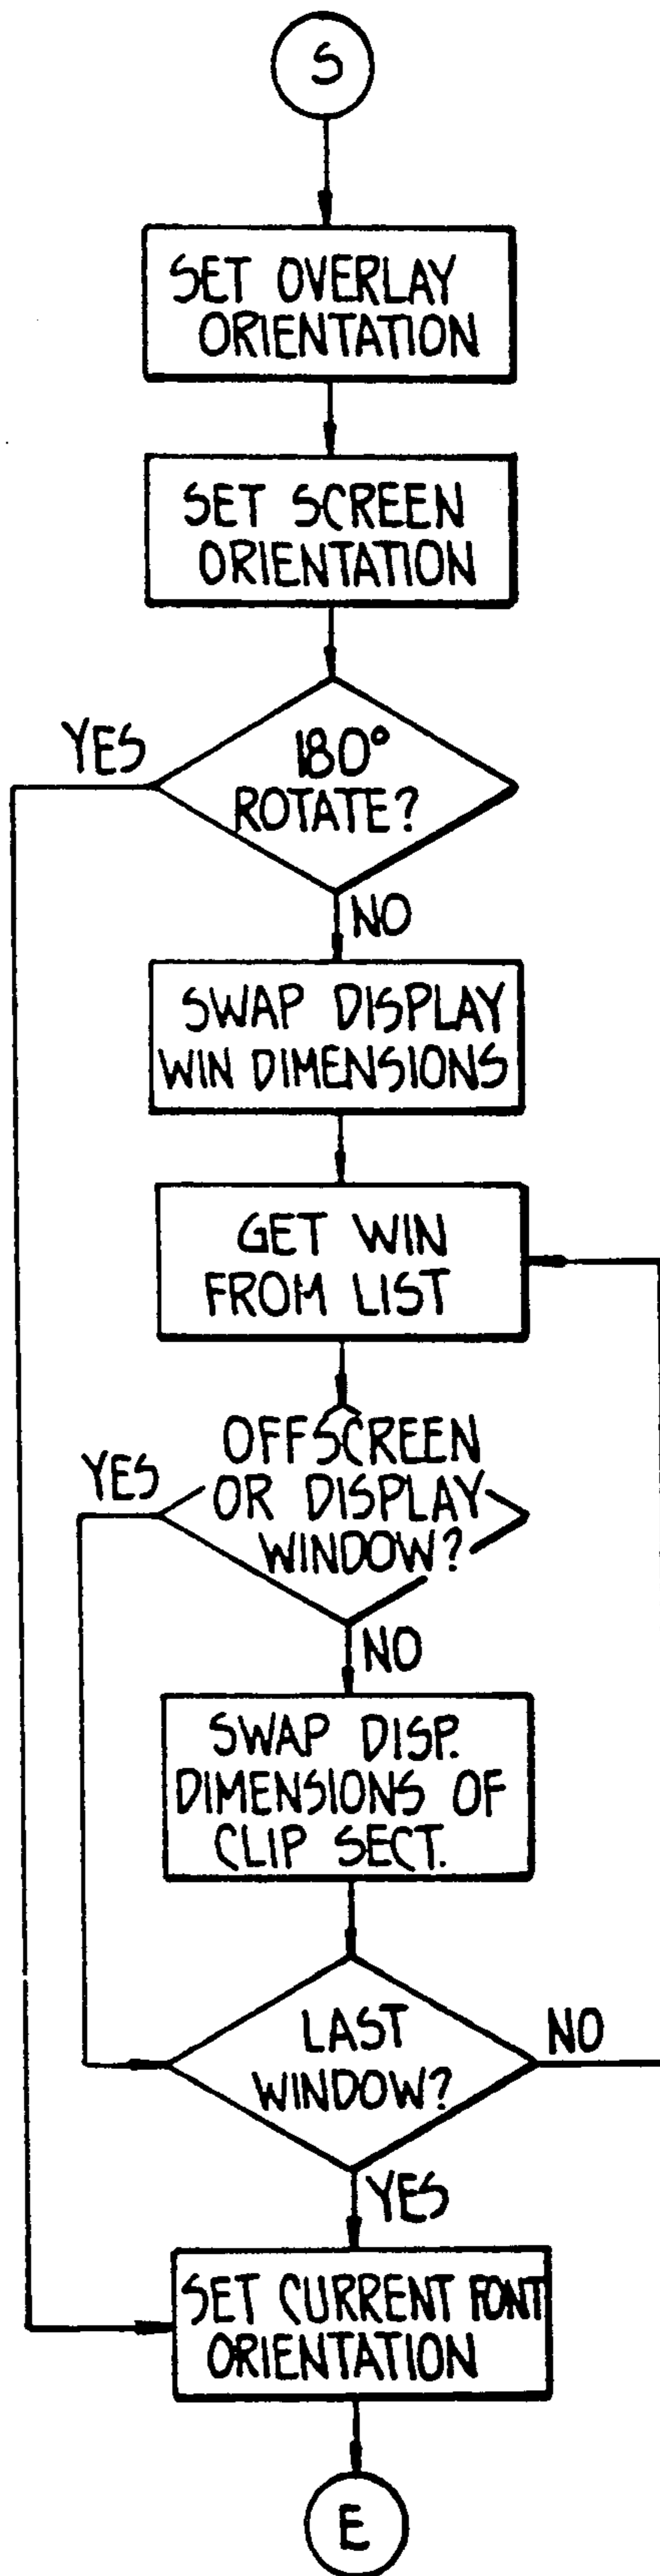 S
SET OVERLAY
ORIENTATION
SET SCREEN
ORIENTATION
YES
180°
ROTATE?
NO
SWAP DISPLAY
WIN DIMENSIONS
GET WIN
FROM LIST
YES
OFFSCREEN
OR DISPLAY
WINDOW?
NO
SWAP DISP.
DIMENSIONS OF
CLIP SECT.
LAST
WINDOW?
NO
YES
SET CURRENT FONT
ORIENTATION
E